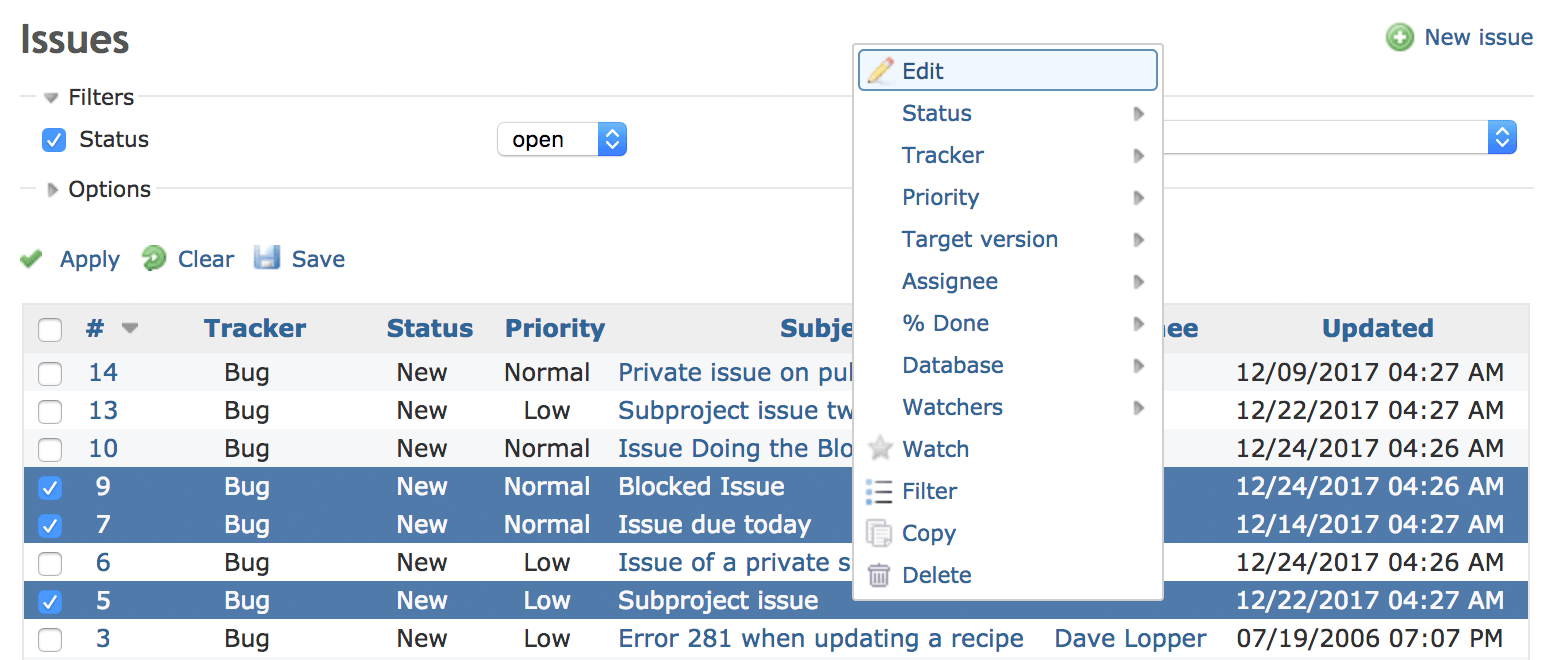 Issues
New issue
Filters
Status open
Options
Apply Clear Save
Edit
Status
Tracker
Priority
Target version
Assignee
% Done
Database
Watchers
Watch
Filter
Copy
Delete
# Tracker Status Priority Subje ee Updated
14 Bug New Normal Private issue on pul 12/09/2017 04:27 AM
13 Bug New Low Subproject issue tw 12/22/2017 04:27 AM
10 Bug New Normal Issue Doing the Blo 12/24/2017 04:26 AM
9 Bug New Normal Blocked Issue 12/24/2017 04:26 AM
7 Bug New Normal Issue due today 12/14/2017 04:27 AM
6 Bug New Low Issue of a private s 12/24/2017 04:26 AM
5 Bug New Low Subproject issue 12/22/2017 04:27 AM
3 Bug New Low Error 281 when updating a recipe Dave Lopper 07/19/2006 07:07 PM